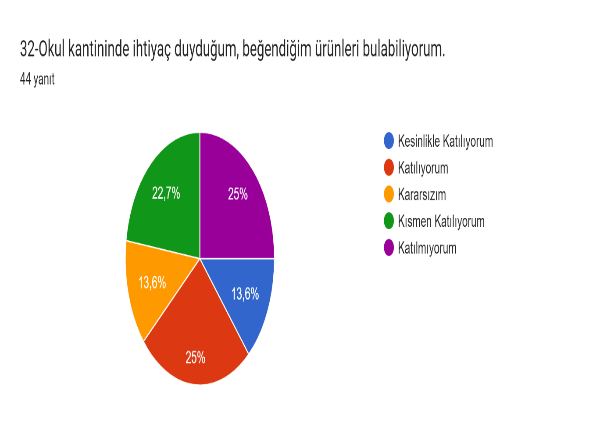 32-Okul kantininde ihtiyaç duyduğum, beğendiğim ürünleri bulabiliyorum.
44 yanıt
Kesinlikle Katılıyorum
Katılıyorum
Kararsızım
Kısmen Katılıyorum
Katılmıyorum
22,7%
25%
13,6%
13,6%
25%